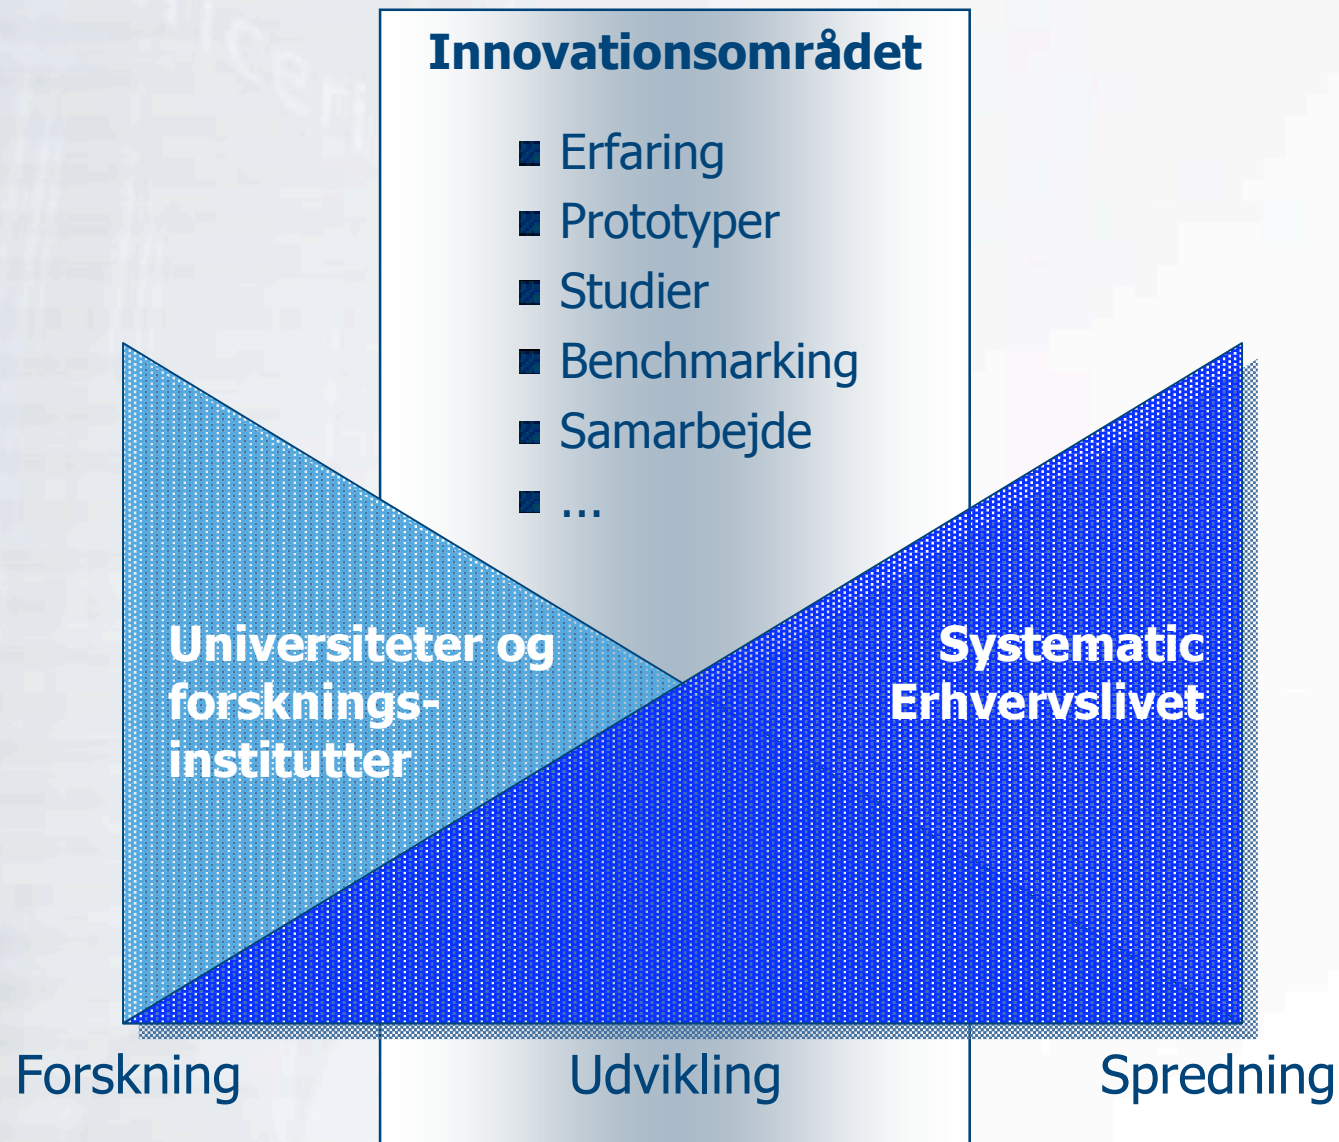 Innovationsområdet
Erfaring
Prototyper
Studier
Benchmarking
Samarbejde
...
Universiteter og
forsknings-
institutter
Systematic
Erhvervslivet
Forskning
Udvikling
Spredning